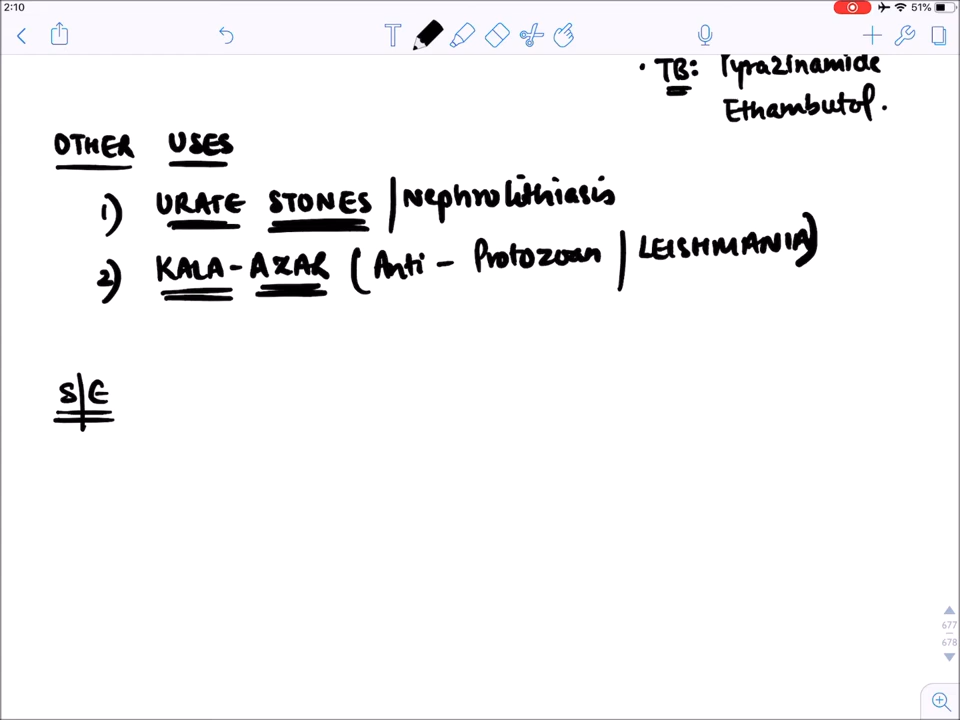 2:10
51%
T
• TB: Pyrazinamide
Ethambutol.
OTHER USES
1) URATE STONES | Nephrolithiasis
2) KALA-AZAR (Anti - Protozoan | LEISHMANIA)
S|E
677
678